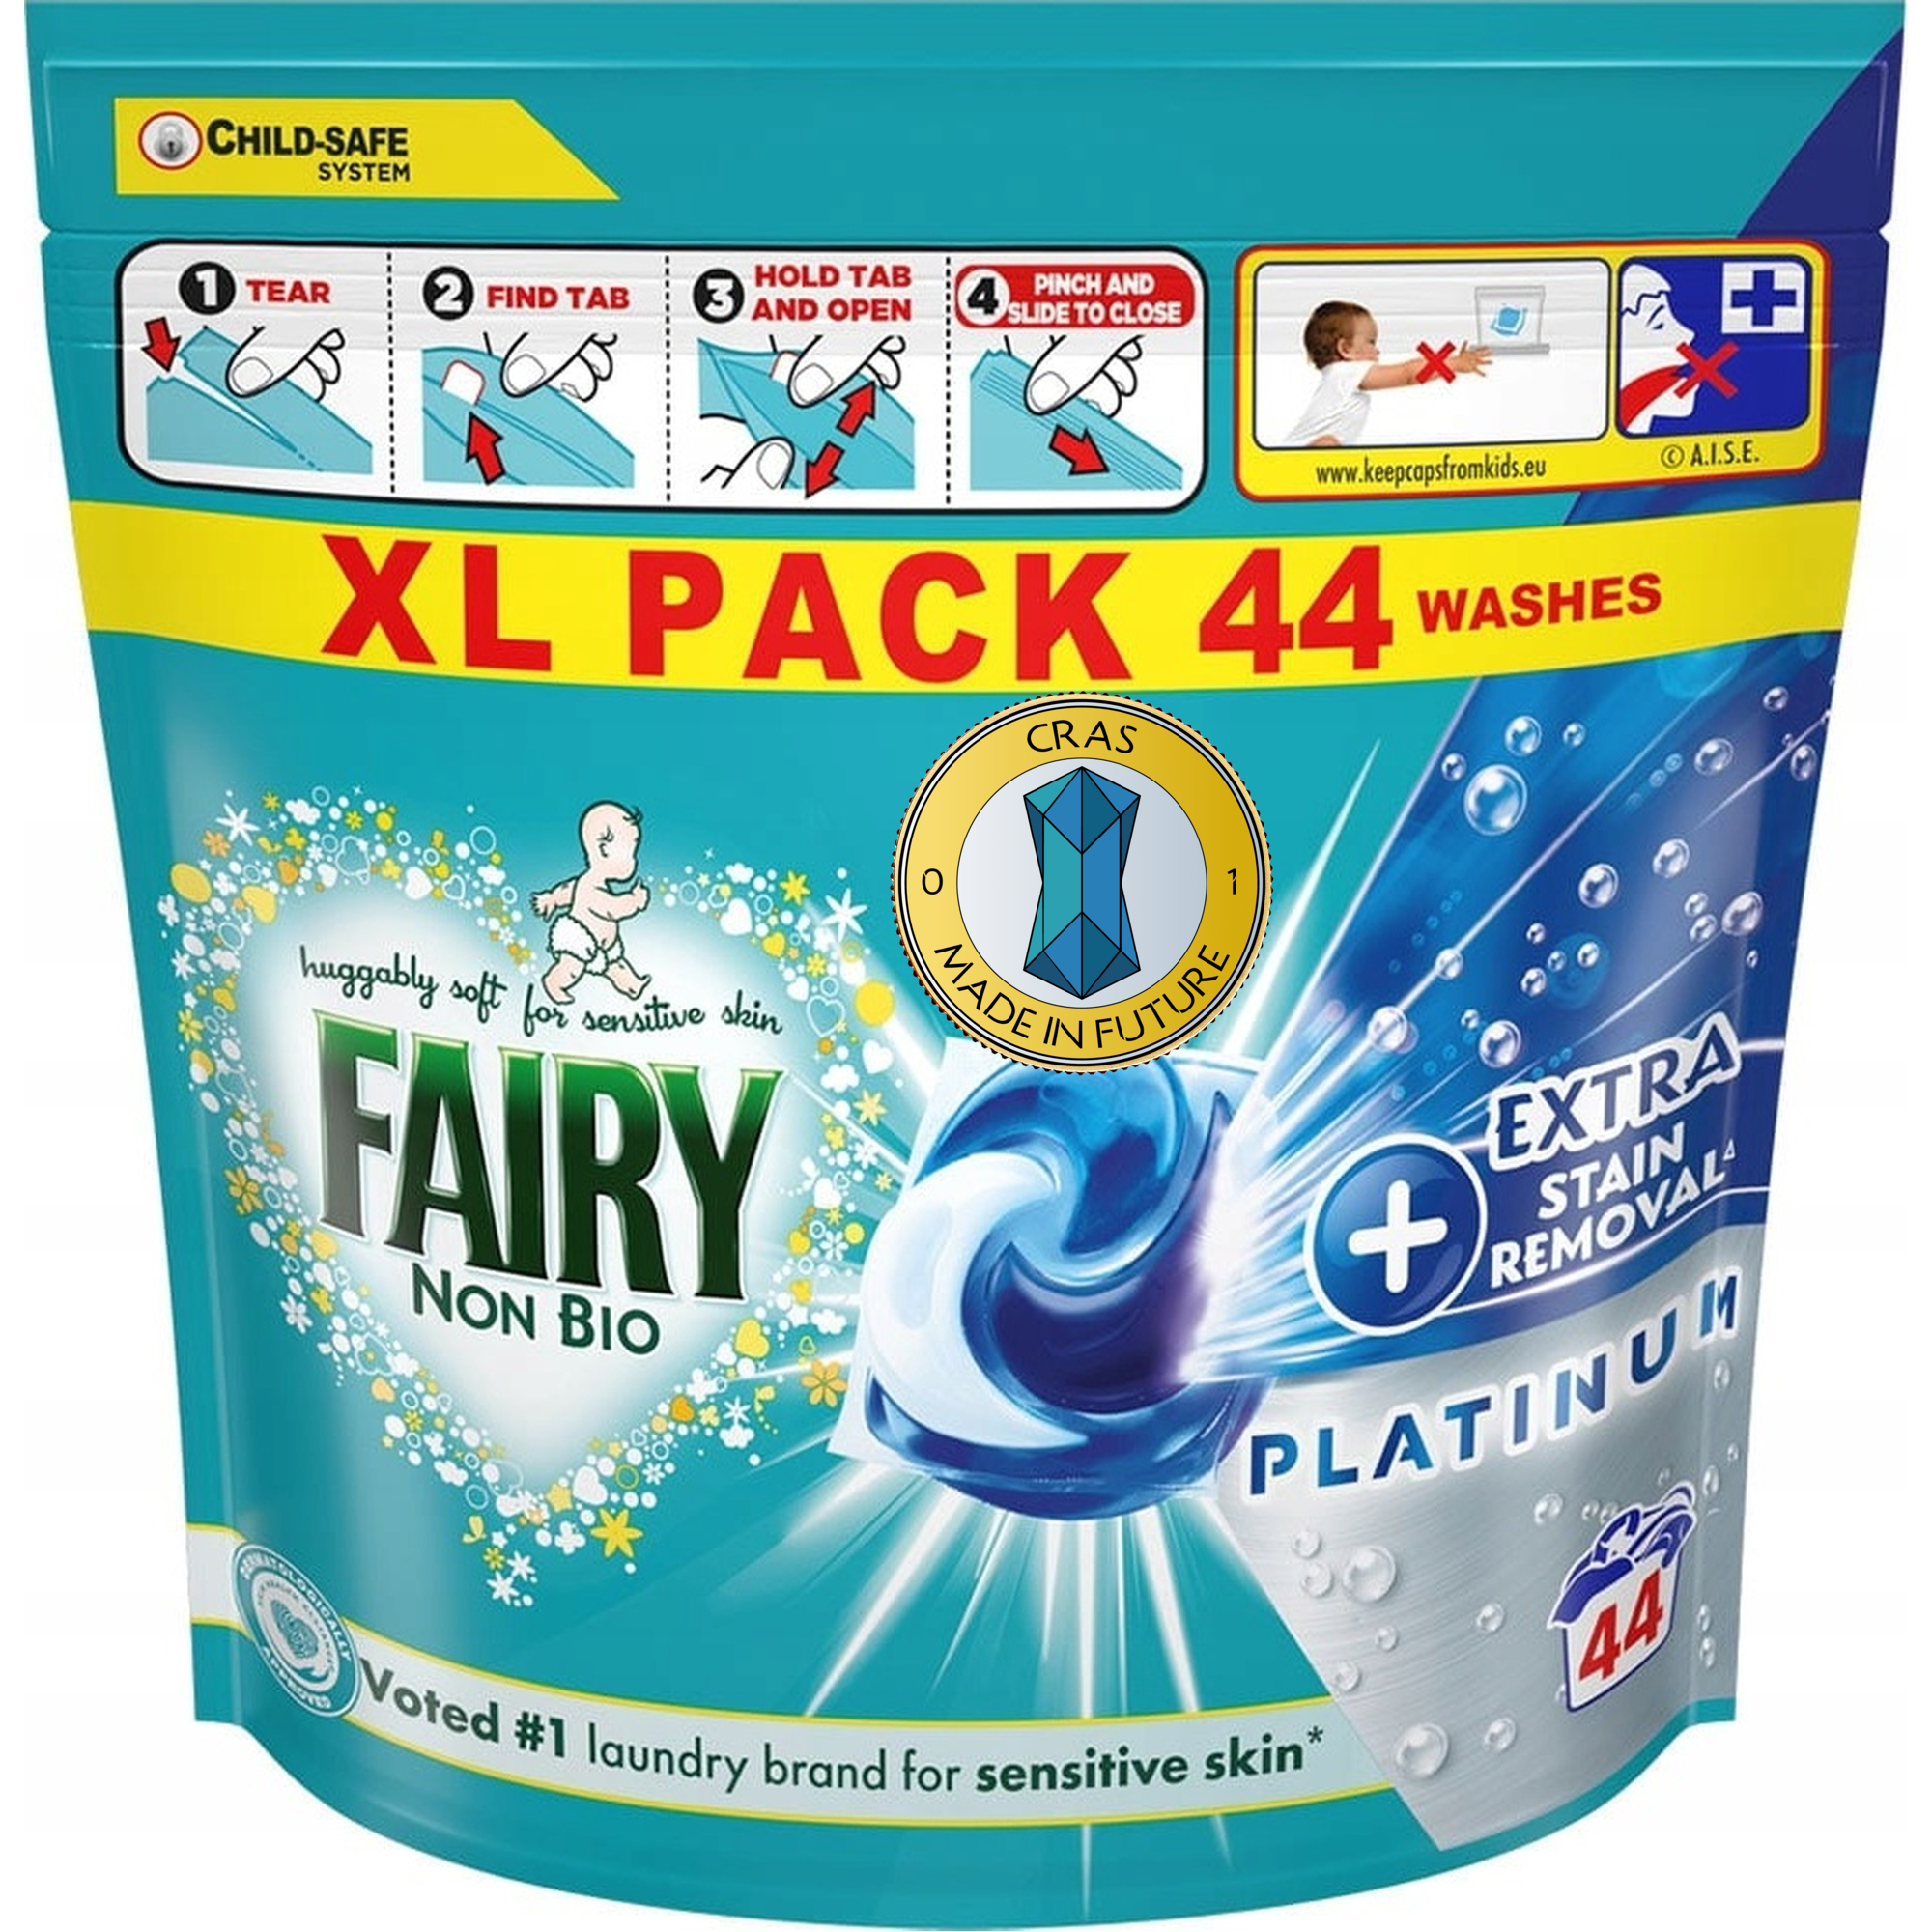 CHILD-SAFE
SYSTEM
1 TEAR
2 FIND TAB
3 HOLD TAB
AND OPEN
4 PINCH AND
SLIDE TO CLOSE
www.keepcapsfromkids.eu
© A.I.S.E.
XL PACK 44 WASHES
CRAS
0 1
MADE IN FUTURE
huggably soft for sensitive skin
FAIRY
NON BIO
EXTRA
STAIN
REMOVAL△
PLATINUM
44
DERMATOLOGICALLY
APPROVED
Voted #1 laundry brand for sensitive skin*